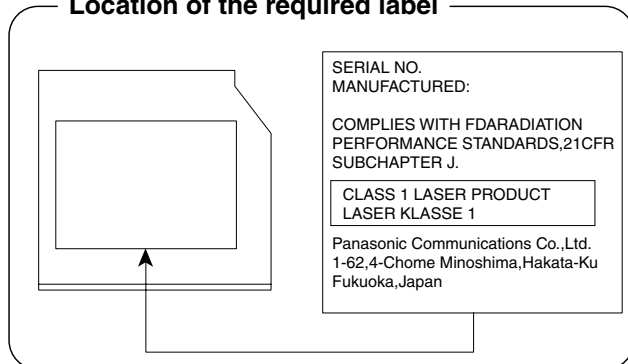 Location of the required label
SERIAL NO.
MANUFACTURED:
COMPLIES WITH FDARADIATION
PERFORMANCE STANDARDS,21CFR
SUBCHAPTER J.
CLASS 1 LASER PRODUCT
LASER KLASSE 1
Panasonic Communications Co.,Ltd.
1-62,4-Chome Minoshima,Hakata-Ku
Fukuoka,Japan